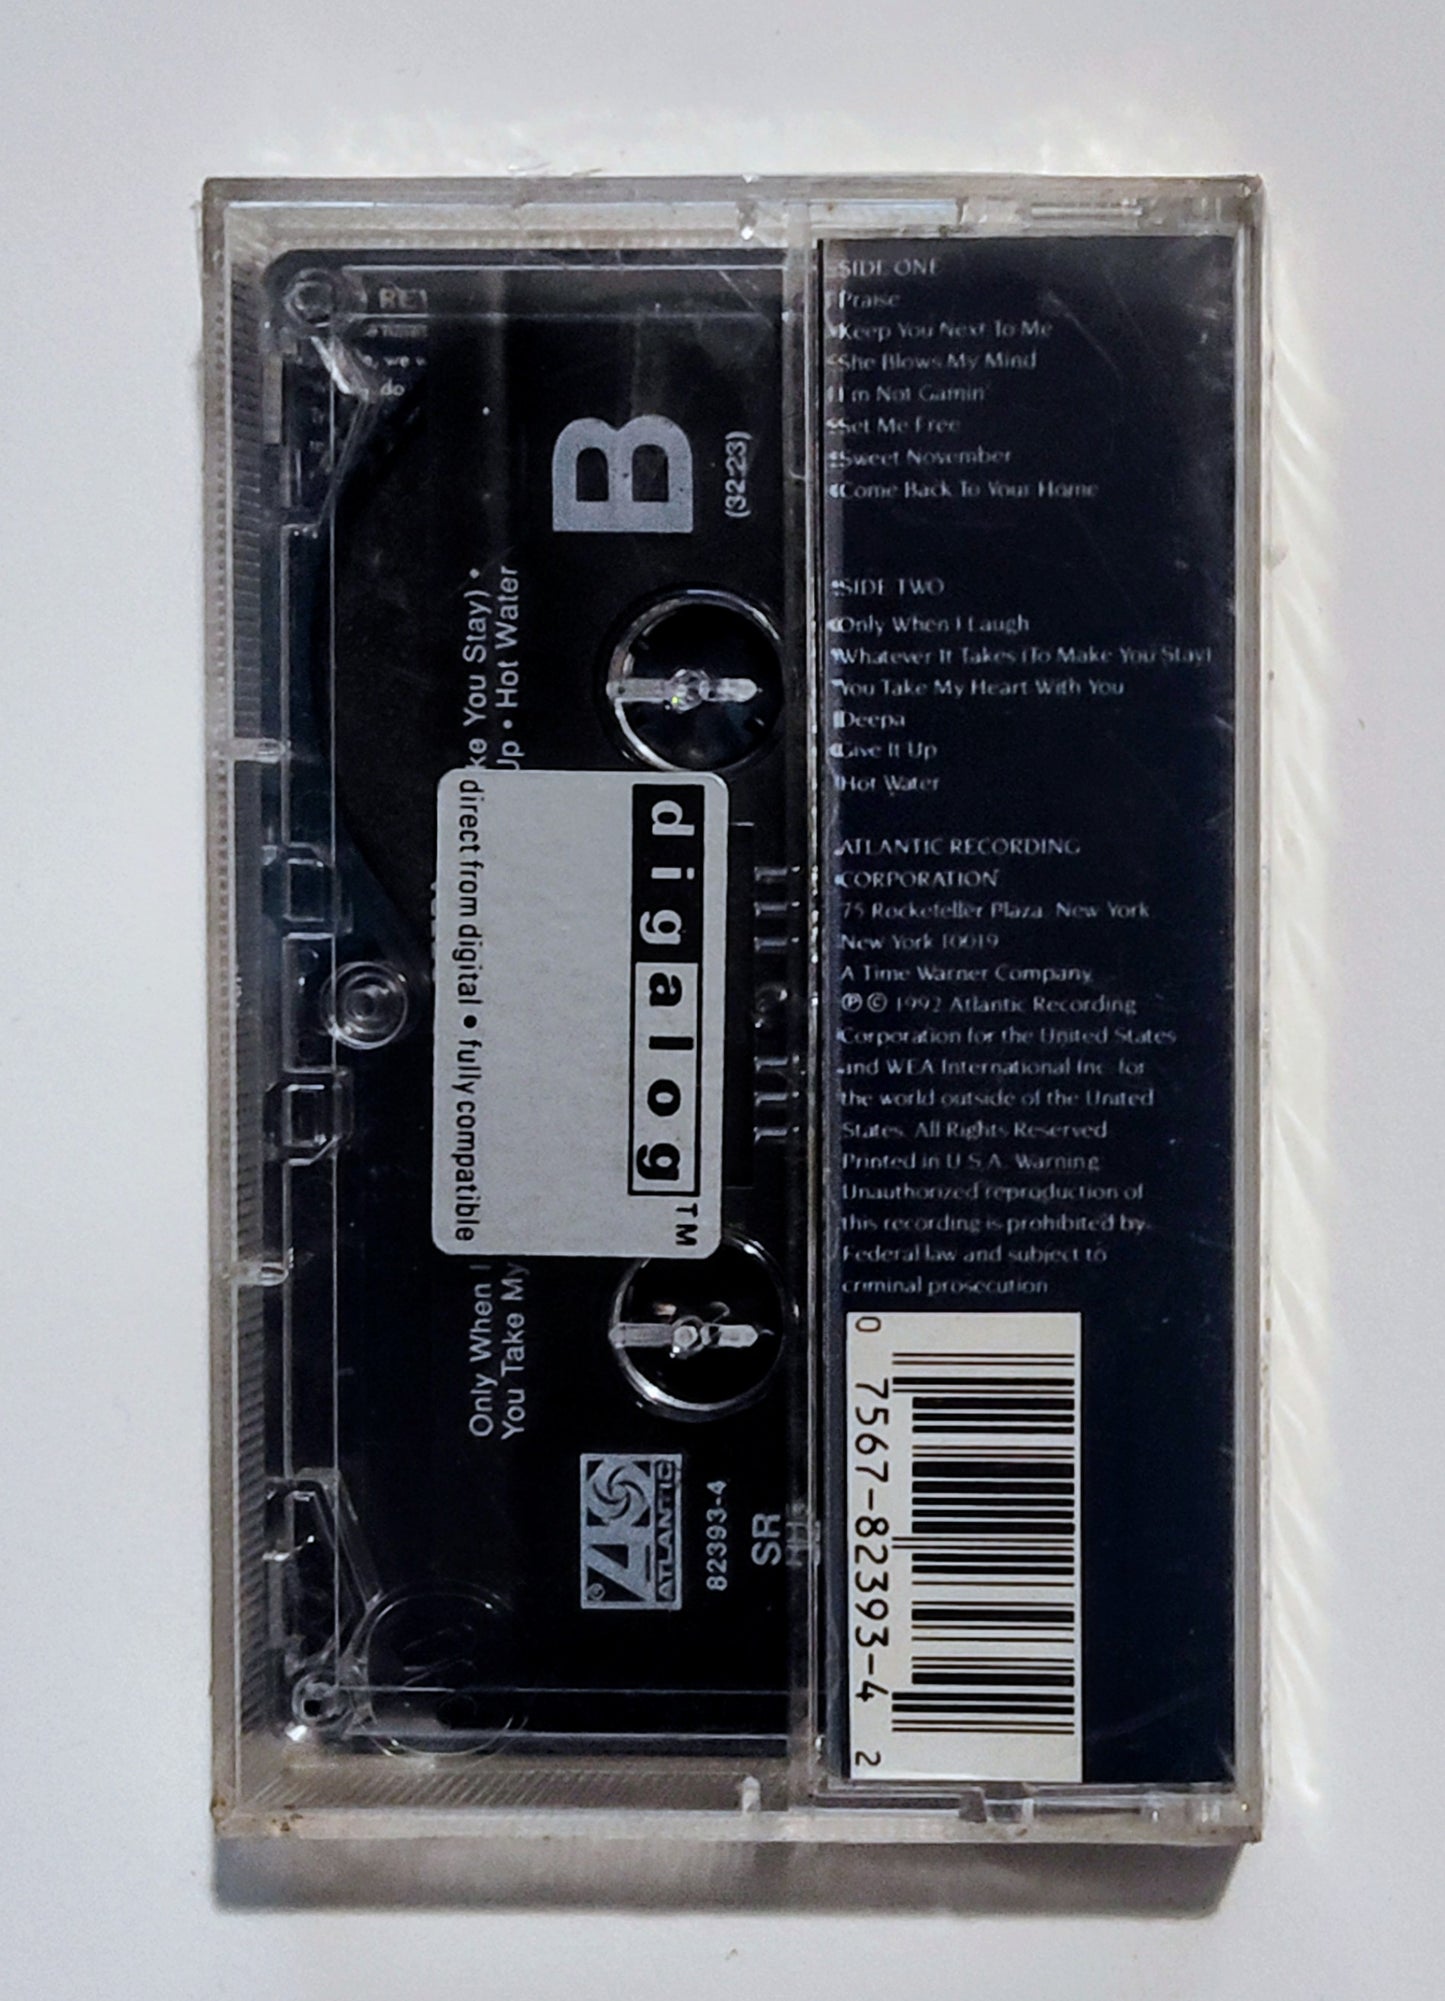 SIDE ONE
Praise
Keep You Next To Me
She Blows My Mind
I'm Not Gamin'
Set Me Free
Sweet November
Come Back To Your Home
SIDE TWO
Only When I Laugh
Whatever It Takes (To Make You Stay)
You Take My Heart With You
Deepa
Give It Up
Hot Water
ATLANTIC RECORDING
CORPORATION
75 Rockefeller Plaza New York
New York 10019
A Time Warner Company
℗ © 1992 Atlantic Recording
Corporation for the United States
and WEA International Inc. for
the world outside of the United
States. All Rights Reserved
Printed in U.S.A. Warning
Unauthorized reproduction of
this recording is prohibited by
Federal law and subject to
criminal prosecution
0 7567-82393-4 2
B
(32:23)
ke You Stay) •
Up • Hot Water
digalog™
direct from digital • fully compatible
Only When I
You Take My
ATLANTIC
®
82393-4
SR
, we
do